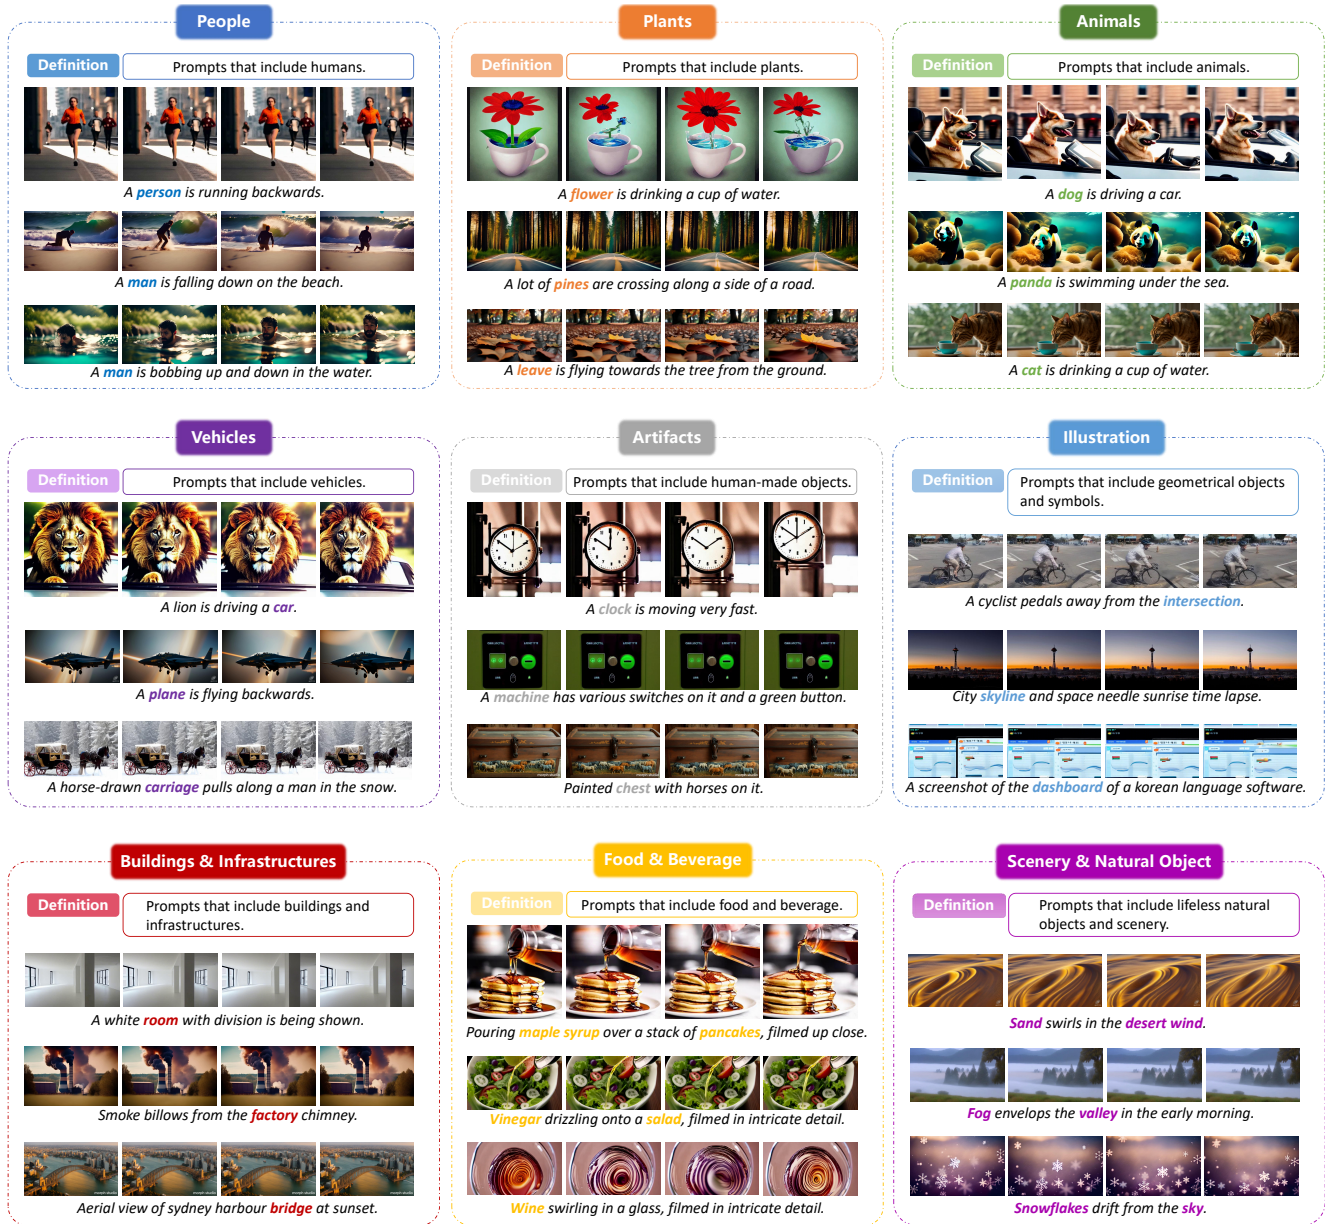 People
Definition
Prompts that include humans.
A person is running backwards.
A man is falling down on the beach.
A man is bobbing up and down in the water.
Plants
Definition
Prompts that include plants.
A flower is drinking a cup of water.
A lot of pines are crossing along a side of a road.
A leave is flying towards the tree from the ground.
Animals
Definition
Prompts that include animals.
A dog is driving a car.
A panda is swimming under the sea.
A cat is drinking a cup of water.
Vehicles
Definition
Prompts that include vehicles.
A lion is driving a car.
A plane is flying backwards.
A horse-drawn carriage pulls along a man in the snow.
Artifacts
Definition
Prompts that include human-made objects.
A clock is moving very fast.
A machine has various switches on it and a green button.
Painted chest with horses on it.
Illustration
Definition
Prompts that include geometrical objects
and symbols.
A cyclist pedals away from the intersection.
City skyline and space needle sunrise time lapse.
A screenshot of the dashboard of a korean language software.
Buildings & Infrastructures
Definition
Prompts that include buildings and
infrastructures.
A white room with division is being shown.
Smoke billows from the factory chimney.
Aerial view of sydney harbour bridge at sunset.
Food & Beverage
Definition
Prompts that include food and beverage.
Pouring maple syrup over a stack of pancakes, filmed up close.
Vinegar drizzling onto a salad, filmed in intricate detail.
Wine swirling in a glass, filmed in intricate detail.
Scenery & Natural Object
Definition
Prompts that include lifeless natural
objects and scenery.
Sand swirls in the desert wind.
Fog envelops the valley in the early morning.
Snowflakes drift from the sky.